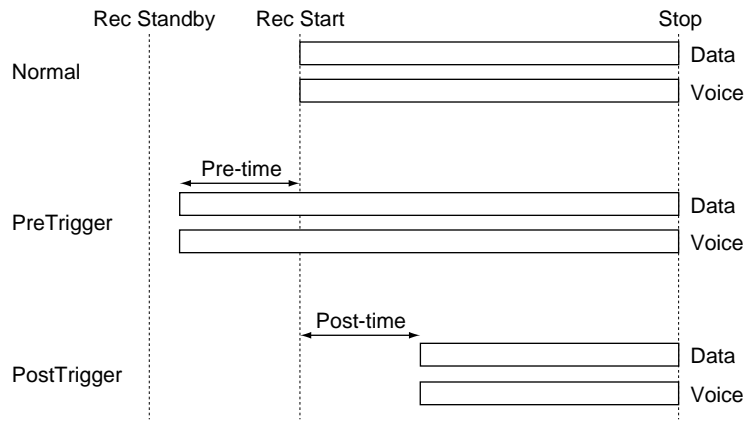 Rec Standby Rec Start Stop
Normal
Data
Voice
Pre-time
PreTrigger
Data
Voice
Post-time
PostTrigger
Data
Voice